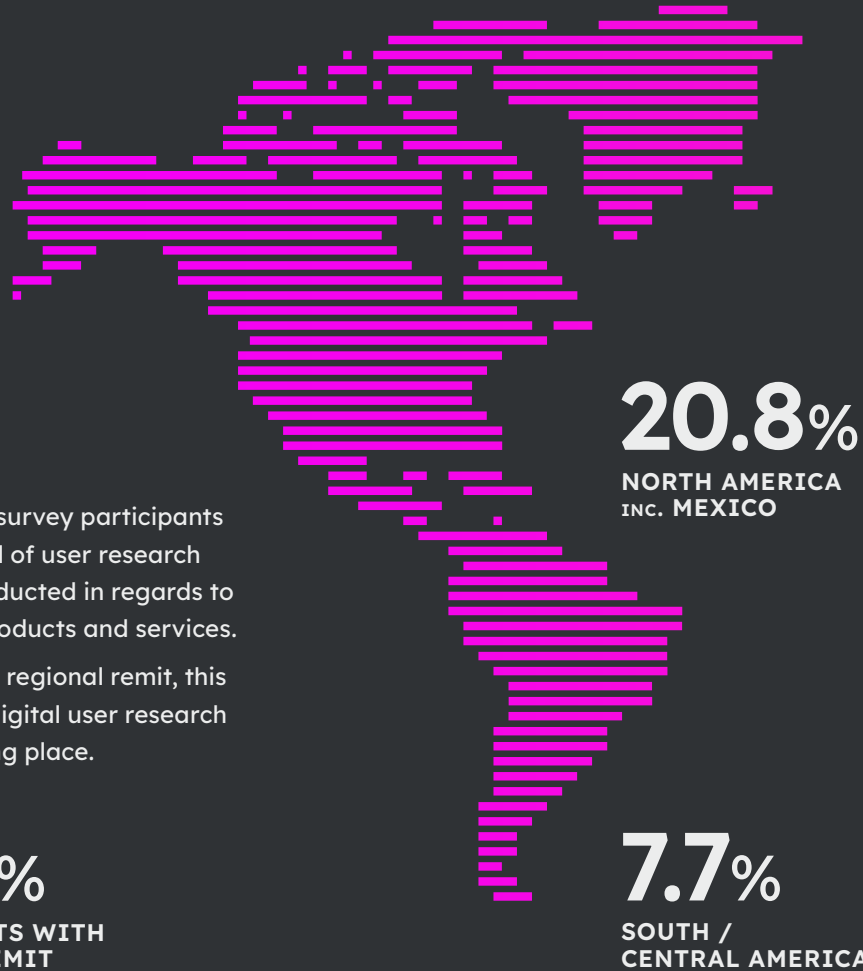 20.8%
NORTH AMERICA
INC. MEXICO
survey participants
of user research
ducted in regards to
oducts and services.
regional remit, this
igital user research
g place.
%
TS WITH
EMIT
7.7%
SOUTH /
CENTRAL AMERICA